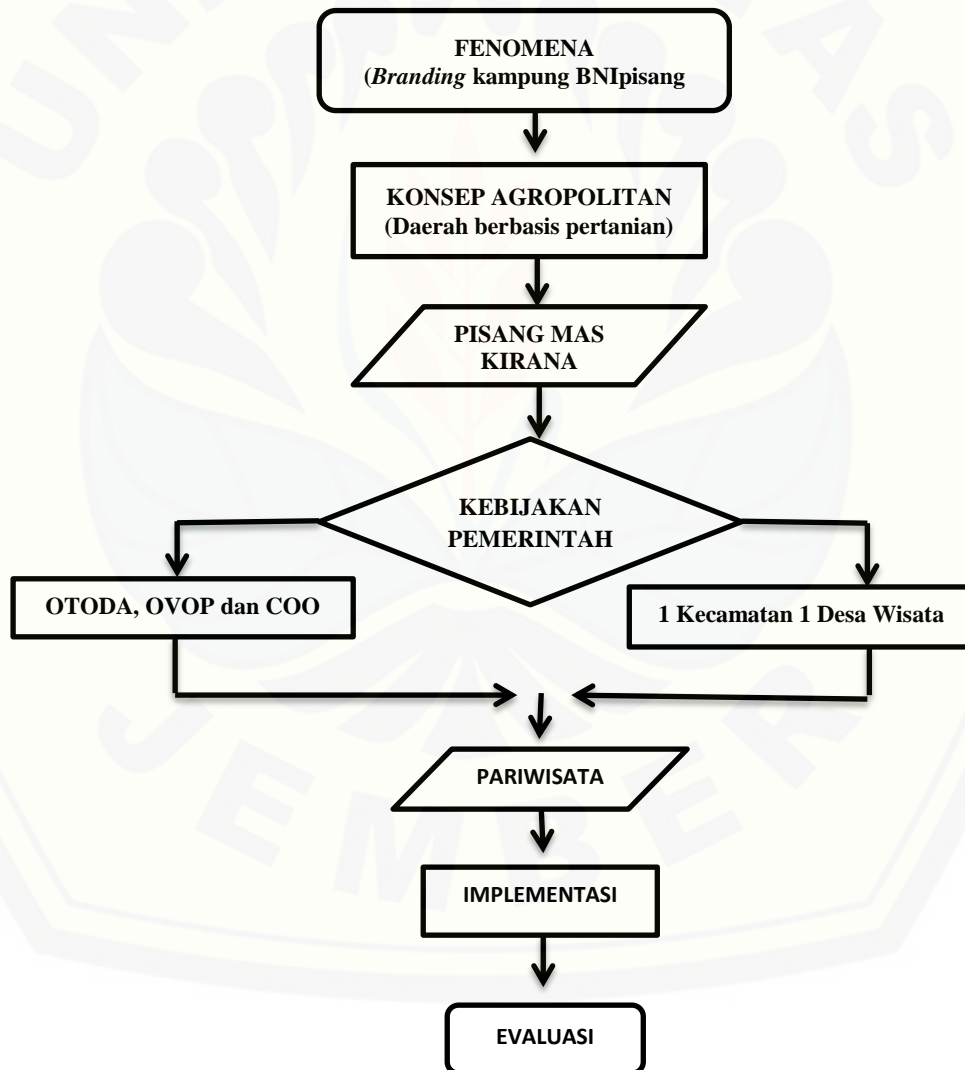 FENOMENA
(Branding kampung BNIpisang
KONSEP AGROPOLITAN
(Daerah berbasis pertanian)
PISANG MAS
KIRANA
KEBIJAKAN
PEMERINTAH
OTODA, OVOP dan COO
1 Kecamatan 1 Desa Wisata
PARIWISATA
IMPLEMENTASI
EVALUASI
JEMBER